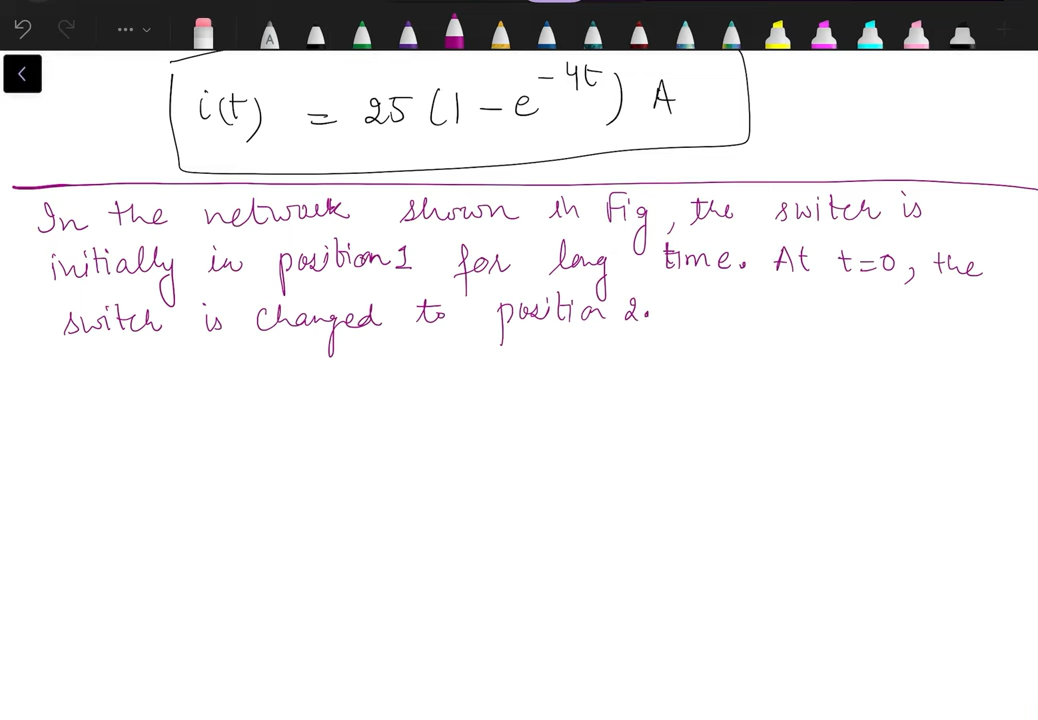 A
i(t) = 25 (1 - e^{-4t}) A
In the network shown in Fig, the switch is
initially in position 1 for long time. At t=0, the
switch is changed to position 2.